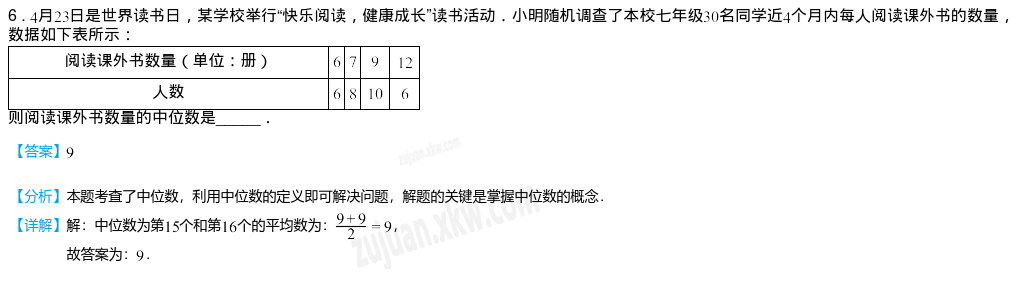 6．4月23日是世界读书日，某学校举行“快乐阅读，健康成长”读书活动．小明随机调查了本校七年级30名同学近4个月内每人阅读课外书的数量，
数据如下表所示：
阅读课外书数量（单位：册） 6 7 9 12
人数 6 8 10 6
则阅读课外书数量的中位数是______．
【答案】9
zujuan.xkw.com
【分析】本题考查了中位数，利用中位数的定义即可解决问题，解题的关键是掌握中位数的概念．
【详解】解：中位数为第15个和第16个的平均数为：(9+9)/2=9，
zujuan.xkw.com
故答案为：9．